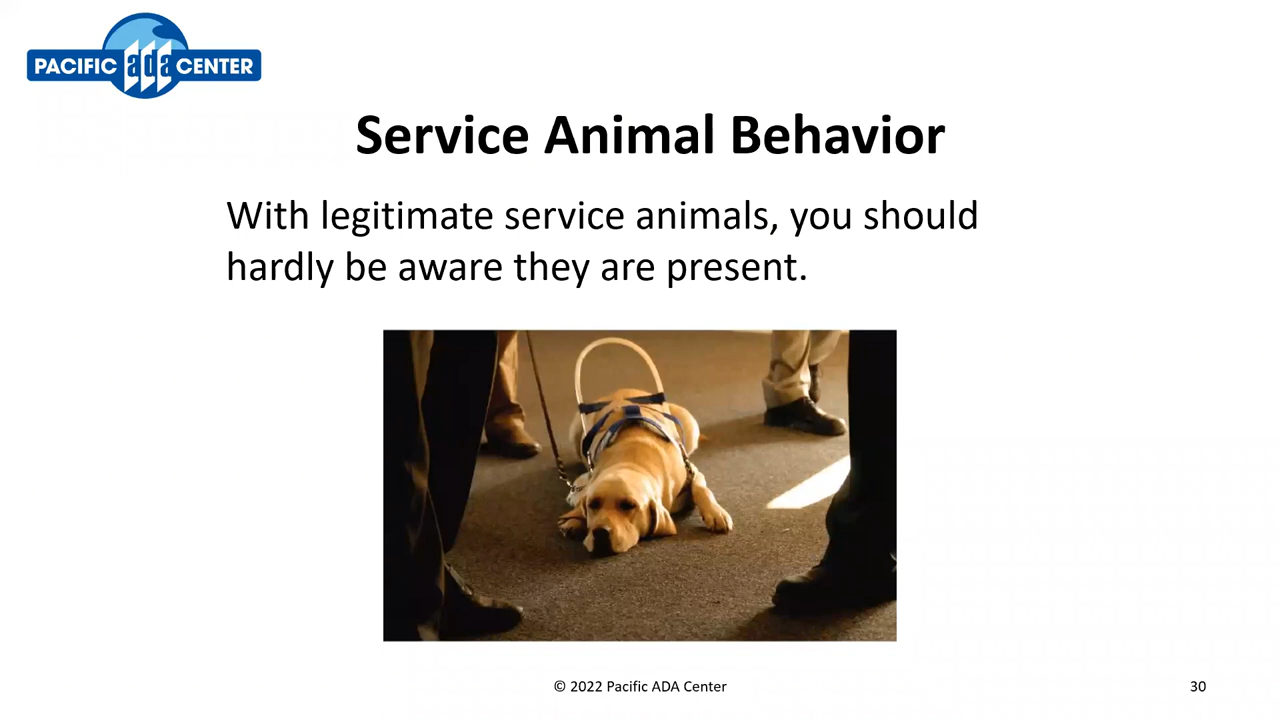 PACIFIC ada CENTER
Service Animal Behavior
With legitimate service animals, you should
hardly be aware they are present.
© 2022 Pacific ADA Center
30